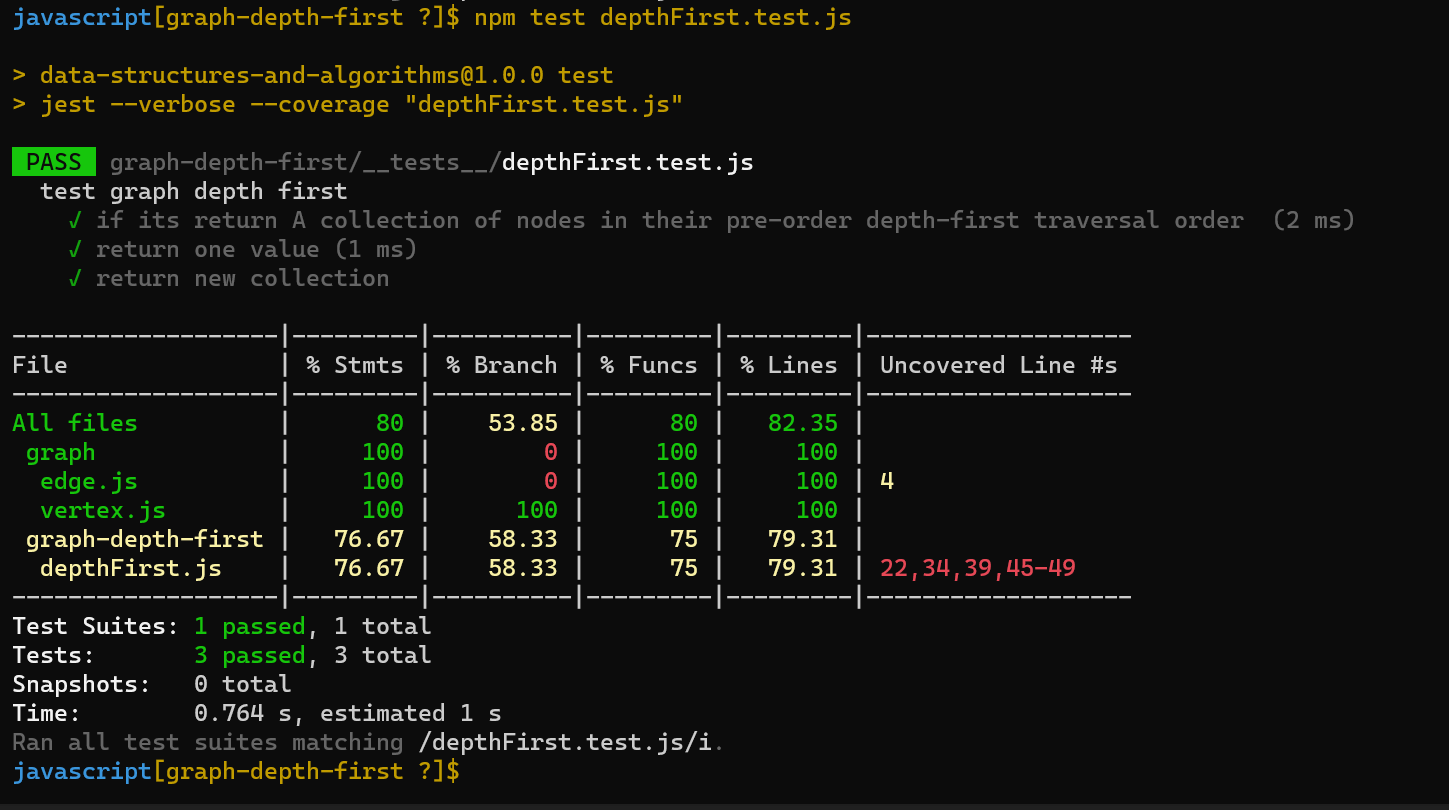 javascript[graph-depth-first ?]$ npm test depthFirst.test.js
> data-structures-and-algorithms@1.0.0 test
> jest --verbose --coverage "depthFirst.test.js"
PASS graph-depth-first/__tests__/depthFirst.test.js
  test graph depth first
    √ if its return A collection of nodes in their pre-order depth-first traversal order  (2 ms)
    √ return one value (1 ms)
    √ return new collection
-------------------|---------|----------|---------|---------|-------------------
File               | % Stmts | % Branch | % Funcs | % Lines | Uncovered Line #s
-------------------|---------|----------|---------|---------|-------------------
All files          |      80 |    53.85 |      80 |   82.35 |
 graph             |     100 |        0 |     100 |     100 |
  edge.js          |     100 |        0 |     100 |     100 | 4
  vertex.js        |     100 |      100 |     100 |     100 |
 graph-depth-first |   76.67 |    58.33 |      75 |   79.31 |
  depthFirst.js    |   76.67 |    58.33 |      75 |   79.31 | 22,34,39,45-49
-------------------|---------|----------|---------|---------|-------------------
Test Suites: 1 passed, 1 total
Tests:       3 passed, 3 total
Snapshots:   0 total
Time:        0.764 s, estimated 1 s
Ran all test suites matching /depthFirst.test.js/i.
javascript[graph-depth-first ?]$